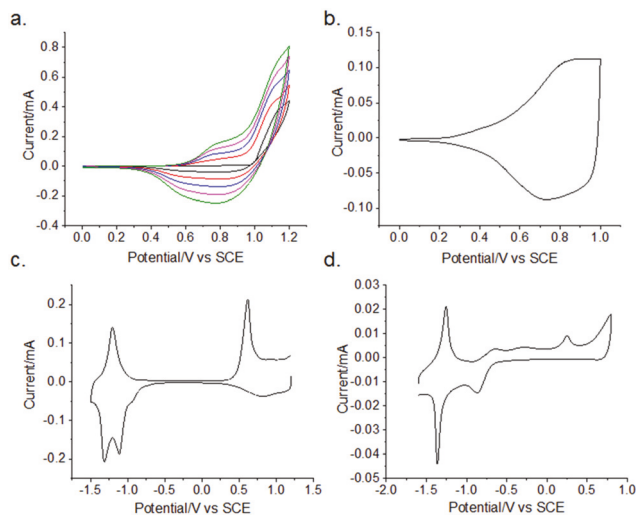 a.
b.
Current/mA
0.8
0.6
0.4
0.2
0.0
-0.2
-0.4
0.0 0.2 0.4 0.6 0.8 1.0 1.2
Potential/V vs SCE
Current/mA
0.15
0.10
0.05
0.00
-0.05
-0.10
0.0 0.2 0.4 0.6 0.8 1.0
Potential/V vs SCE
c.
d.
Current/mA
0.2
0.1
0.0
-0.1
-0.2
-1.5 -1.0 -0.5 0.0 0.5 1.0 1.5
Potential/V vs SCE
Current/mA
0.03
0.02
0.01
0.00
-0.01
-0.02
-0.03
-0.04
-0.05
-2.0 -1.5 -1.0 -0.5 0.0 0.5 1.0
Potential/V vs SCE